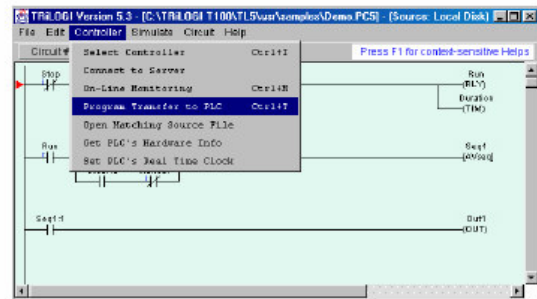 TRiLOGI Version 5.3 - [C:\TRiLOGI T100\TL5\usr\samples\Demo.PC5] - (Source: Local Disk)
File Edit Controller Simulate Circuit Help
Circuit # Press F1 for context-sensitive Helps
Select Controller Ctrl+I
Connect to Server
On-Line Monitoring Ctrl+M
Program Transfer to PLC Ctrl+T
Open Matching Source File
Get PLC's Hardware Info
Set PLC's Real Time Clock
Stop Run
(RLY)
Duration
(TIM)
Run Seq1
[AVseq]
Seq1:1 Out1
(OUT)